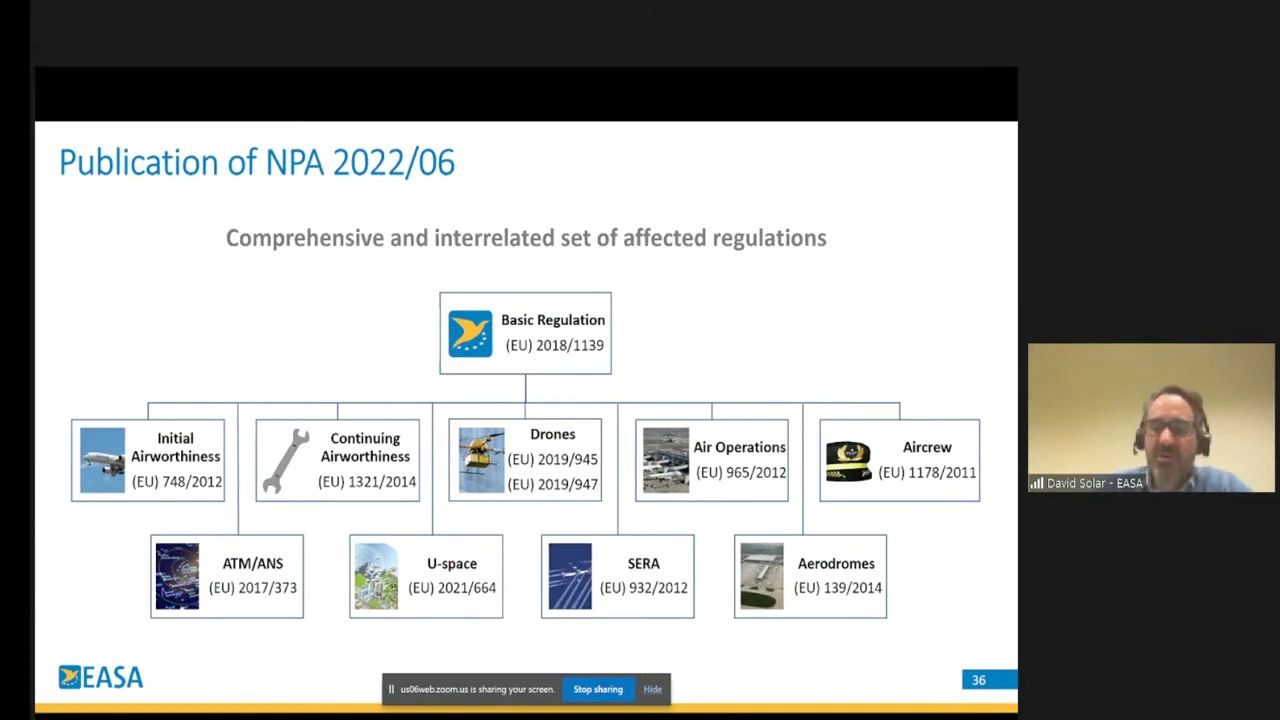 Publication of NPA 2022/06
Comprehensive and interrelated set of affected regulations
Basic Regulation
(EU) 2018/1139
Initial
Airworthiness
(EU) 748/2012
Continuing
Airworthiness
(EU) 1321/2014
Drones
(EU) 2019/945
(EU) 2019/947
Air Operations
(EU) 965/2012
Aircrew
(EU) 1178/2011
ATM/ANS
(EU) 2017/373
U-space
(EU) 2021/664
SERA
(EU) 932/2012
Aerodromes
(EU) 139/2014
David Solar - EASA
EASA
us06web.zoom.us is sharing your screen.
Stop sharing
Hide
36